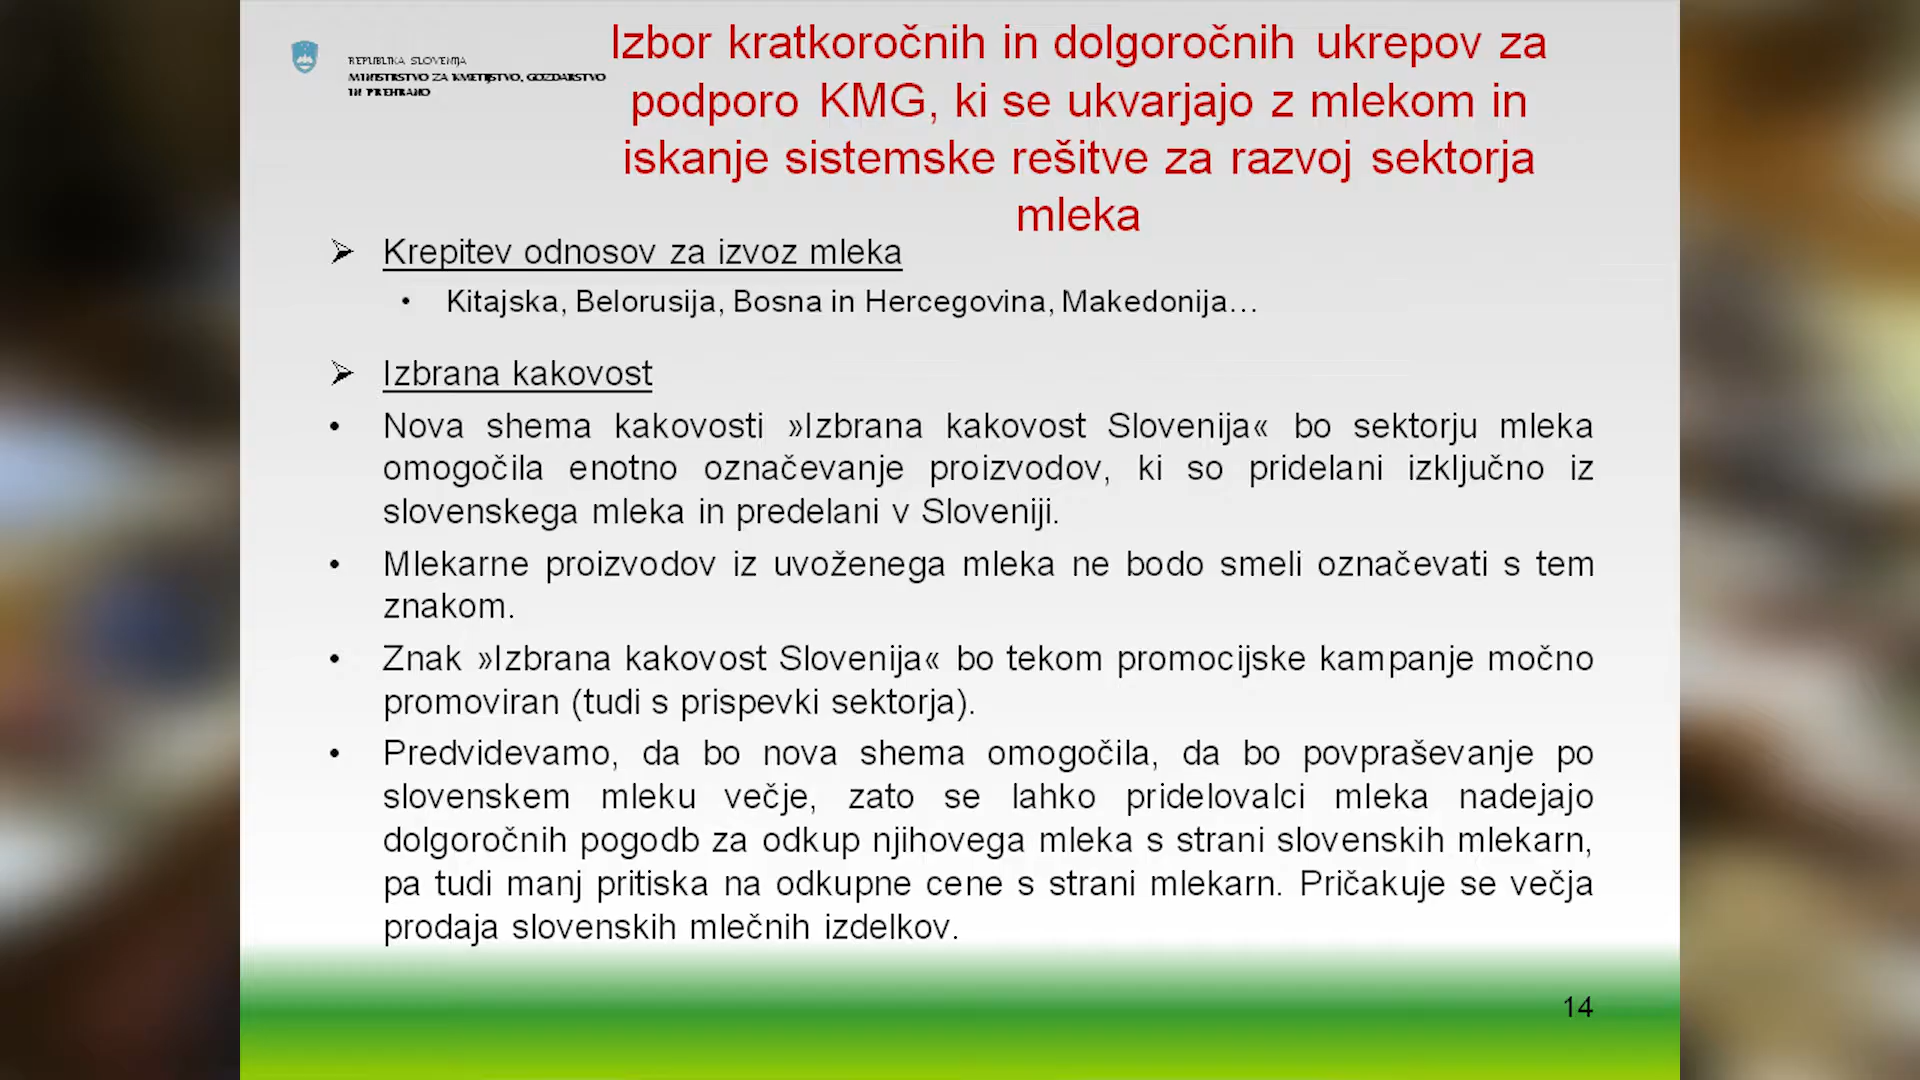 REPUBLIKA SLOVENIJA
MINISTRSTVO ZA KMETIJSTVO, GOZDARSTVO
IN PREHRANO
Izbor kratkoročnih in dolgoročnih ukrepov za
podporo KMG, ki se ukvarjajo z mlekom in
iskanje sistemske rešitve za razvoj sektorja
mleka
➢ Krepitev odnosov za izvoz mleka
• Kitajska, Belorusija, Bosna in Hercegovina, Makedonija…
➢ Izbrana kakovost
• Nova shema kakovosti »Izbrana kakovost Slovenija« bo sektorju mleka
omogočila enotno označevanje proizvodov, ki so pridelani izključno iz
slovenskega mleka in predelani v Sloveniji.
• Mlekarne proizvodov iz uvoženega mleka ne bodo smeli označevati s tem
znakom.
• Znak »Izbrana kakovost Slovenija« bo tekom promocijske kampanje močno
promoviran (tudi s prispevki sektorja).
• Predvidevamo, da bo nova shema omogočila, da bo povpraševanje po
slovenskem mleku večje, zato se lahko pridelovalci mleka nadejajo
dolgoročnih pogodb za odkup njihovega mleka s strani slovenskih mlekarn,
pa tudi manj pritiska na odkupne cene s strani mlekarn. Pričakuje se večja
prodaja slovenskih mlečnih izdelkov.
14